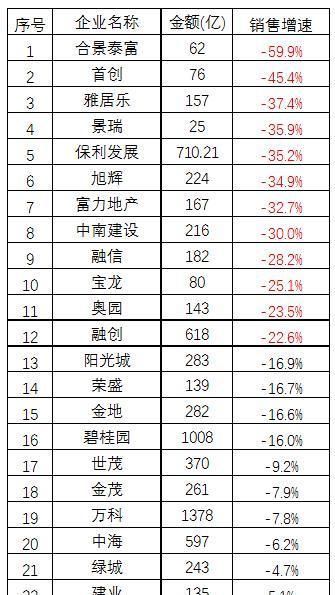 序号 企业名称 金额(亿) 销售增速
1 合景泰富 62 -59.9%
2 首创 76 -45.4%
3 雅居乐 157 -37.4%
4 景瑞 25 -35.9%
5 保利发展 710.21 -35.2%
6 旭辉 224 -34.9%
7 富力地产 167 -32.7%
8 中南建设 216 -30.0%
9 融信 182 -28.2%
10 宝龙 80 -25.1%
11 奥园 143 -23.5%
12 融创 618 -22.6%
13 阳光城 283 -16.9%
14 荣盛 139 -16.7%
15 金地 282 -16.6%
16 碧桂园 1008 -16.0%
17 世茂 370 -9.2%
18 金茂 261 -7.9%
19 万科 1378 -7.8%
20 中海 597 -6.2%
21 绿城 243 -4.7%
22 建业 135 -5.1%